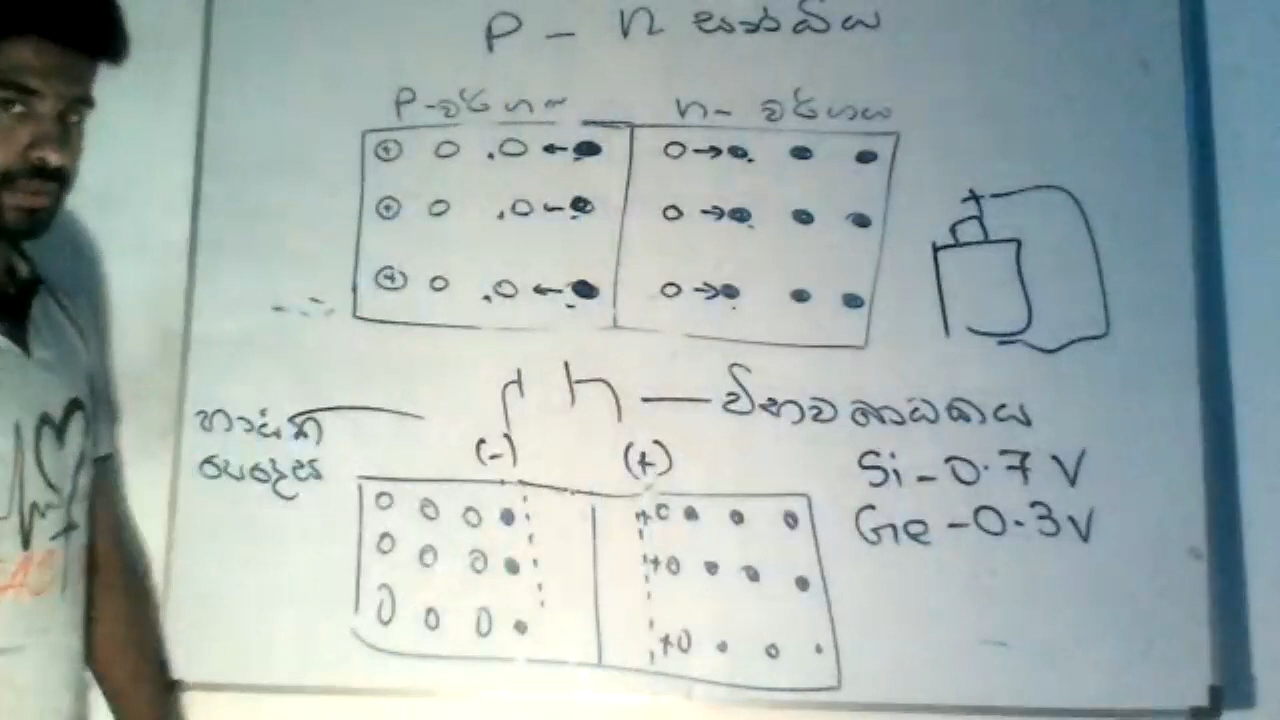 P - n සන්ධිය
P-වර්ගය n- වර්ගය
විභව බාධකය
හායිත
(-) (+)
පෙදෙස
Si - 0.7 V
Ge - 0.3 V